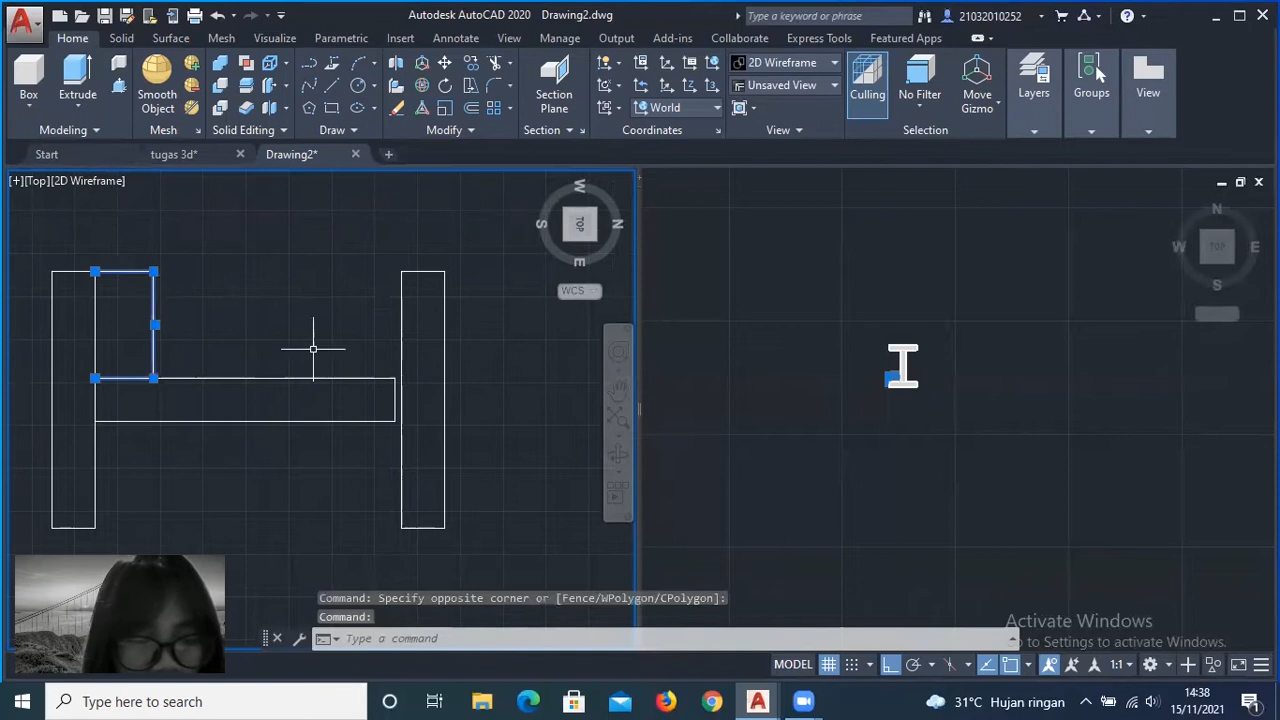 Autodesk AutoCAD 2020 Drawing2.dwg
Type a keyword or phrase
21032010252
Home Solid Surface Mesh Visualize Parametric Insert Annotate View Manage Output Add-ins Collaborate Express Tools Featured Apps
Box Extrude Smooth Object Section Plane 2D Wireframe Unsaved View World Culling No Filter Move Gizmo Layers Groups View
Modeling Mesh Solid Editing Draw Modify Section Coordinates View Selection
Start tugas 3d* Drawing2*
[+][Top][2D Wireframe]
W
S TOP N
E
WCS
N
W TOP E
S
Command: Specify opposite corner or [Fence/WPolygon/CPolygon]:
Command:
Type a command
Activate Windows
Go to Settings to activate Windows.
MODEL 1:1
Type here to search
31°C Hujan ringan
14:38
15/11/2021
1